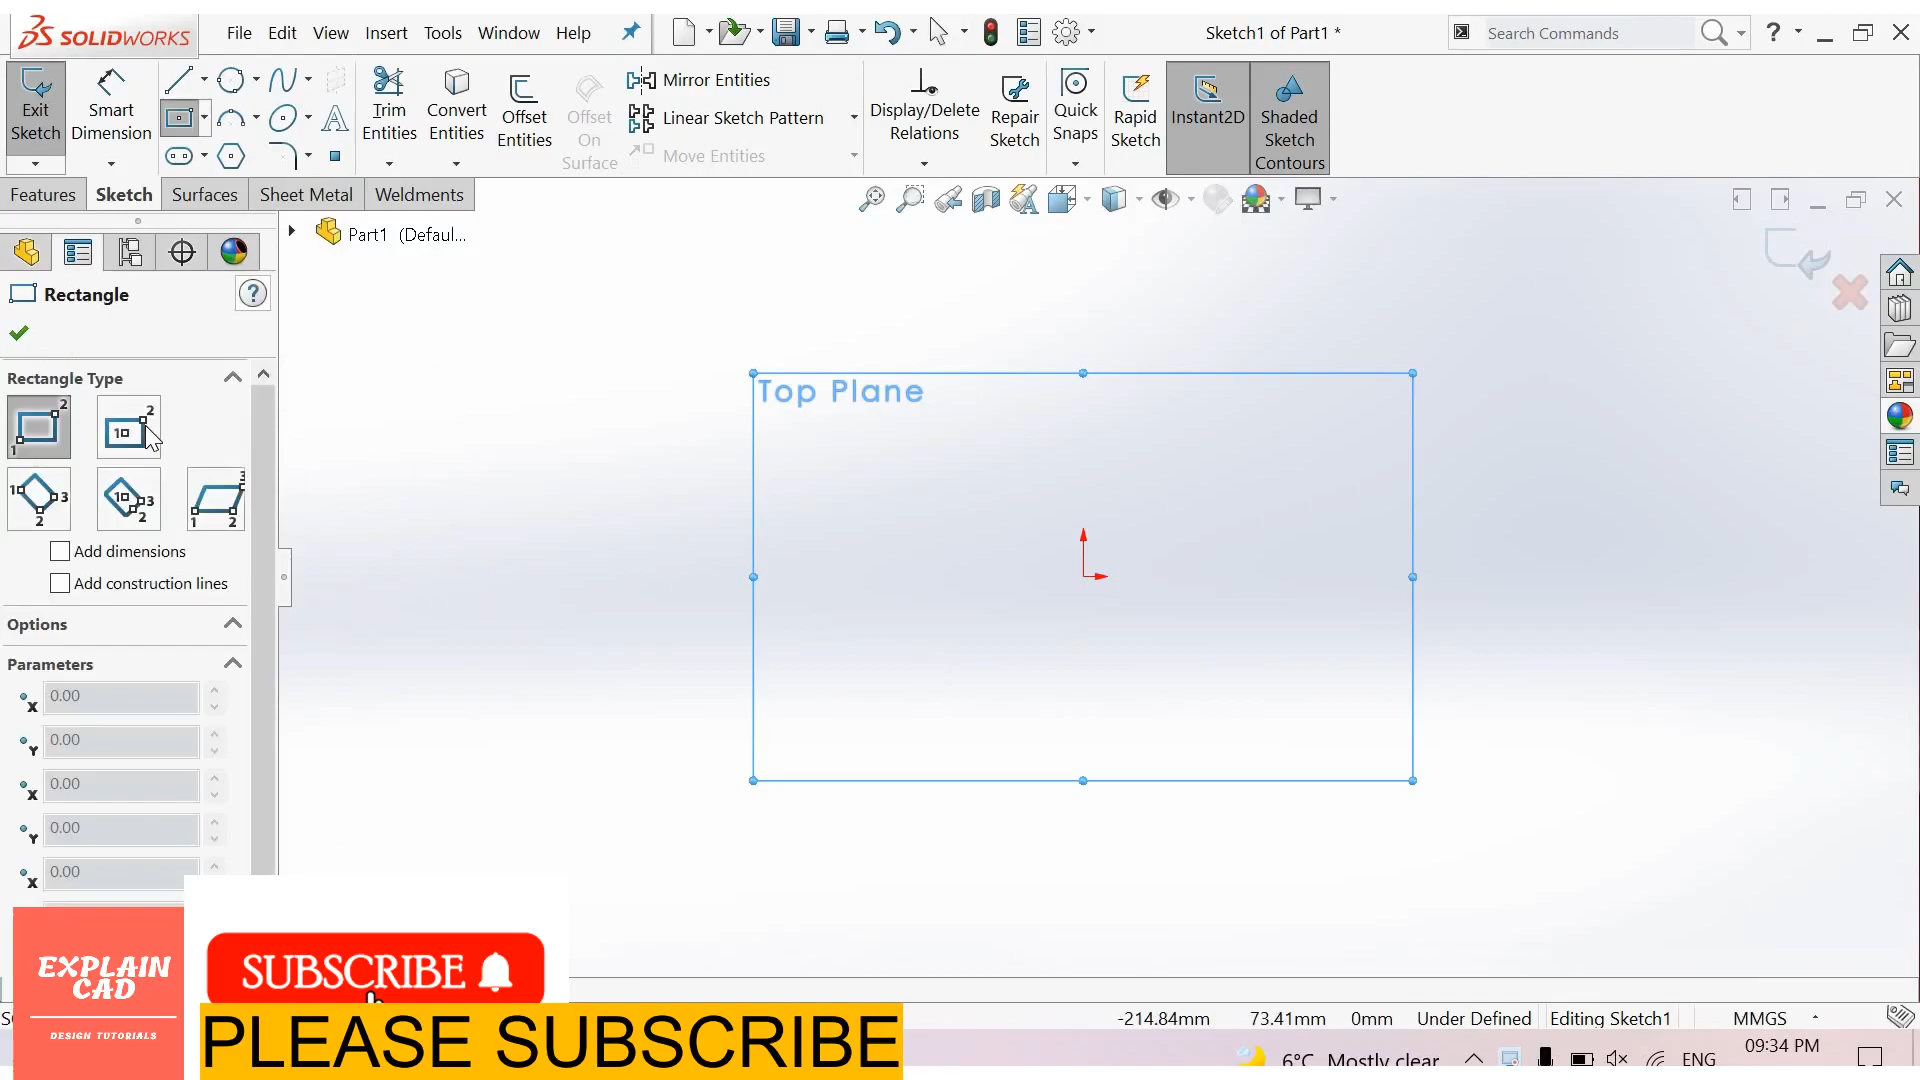 SOLIDWORKS
File Edit View Insert Tools Window Help
Sketch1 of Part1 *
Search Commands
?
Exit Sketch
Smart Dimension
Trim Entities
Convert Entities
Offset Entities
Offset On Surface
Mirror Entities
Linear Sketch Pattern
Move Entities
Display/Delete Relations
Repair Sketch
Quick Snaps
Rapid Sketch
Instant2D
Shaded Sketch Contours
Features Sketch Surfaces Sheet Metal Weldments
Part1 (Defaul...
Rectangle
?
Rectangle Type
Add dimensions
Add construction lines
Options
Parameters
X 0.00
Y 0.00
X 0.00
Y 0.00
X 0.00
Top Plane
EXPLAIN
CAD
DESIGN TUTORIALS
SUBSCRIBE
PLEASE SUBSCRIBE
-214.84mm 73.41mm 0mm Under Defined Editing Sketch1 MMGS
6°C Mostly clear ENG 09:34 PM